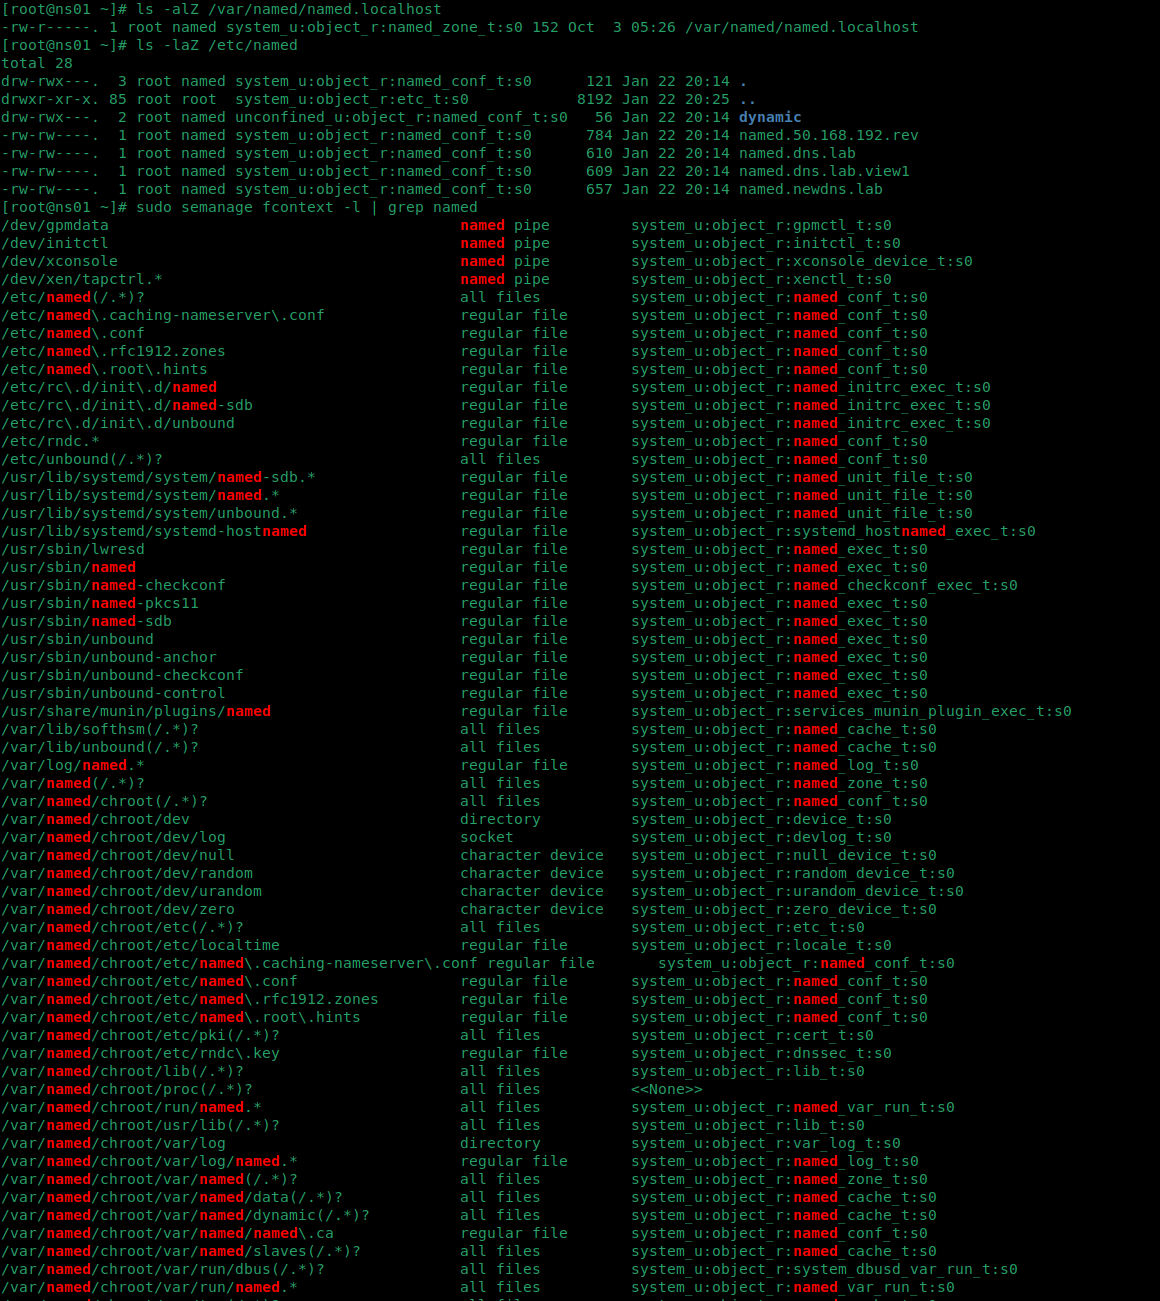 [root@ns01 ~]# ls -alZ /var/named/named.localhost
-rw-r-----. 1 root named system_u:object_r:named_zone_t:s0 152 Oct  3 05:26 /var/named/named.localhost
[root@ns01 ~]# ls -laZ /etc/named
total 28
drw-rwx---.  3 root named system_u:object_r:named_conf_t:s0      121 Jan 22 20:14 .
drwxr-xr-x. 85 root root  system_u:object_r:etc_t:s0            8192 Jan 22 20:25 ..
drw-rwx---.  2 root named unconfined_u:object_r:named_conf_t:s0   56 Jan 22 20:14 dynamic
-rw-rw----.  1 root named system_u:object_r:named_conf_t:s0      784 Jan 22 20:14 named.50.168.192.rev
-rw-rw----.  1 root named system_u:object_r:named_conf_t:s0      610 Jan 22 20:14 named.dns.lab
-rw-rw----.  1 root named system_u:object_r:named_conf_t:s0      609 Jan 22 20:14 named.dns.lab.view1
-rw-rw----.  1 root named system_u:object_r:named_conf_t:s0      657 Jan 22 20:14 named.newdns.lab
[root@ns01 ~]# sudo semanage fcontext -l | grep named
/dev/gpmdata                                       named pipe         system_u:object_r:gpmctl_t:s0
/dev/initctl                                       named pipe         system_u:object_r:initctl_t:s0
/dev/xconsole                                      named pipe         system_u:object_r:xconsole_device_t:s0
/dev/xen/tapctrl.*                                 named pipe         system_u:object_r:xenctl_t:s0
/etc/named(/.*)?                                   all files          system_u:object_r:named_conf_t:s0
/etc/named\.caching-nameserver\.conf               regular file       system_u:object_r:named_conf_t:s0
/etc/named\.conf                                   regular file       system_u:object_r:named_conf_t:s0
/etc/named\.rfc1912.zones                          regular file       system_u:object_r:named_conf_t:s0
/etc/named\.root\.hints                            regular file       system_u:object_r:named_conf_t:s0
/etc/rc\.d/init\.d/named                           regular file       system_u:object_r:named_initrc_exec_t:s0
/etc/rc\.d/init\.d/named-sdb                       regular file       system_u:object_r:named_initrc_exec_t:s0
/etc/rc\.d/init\.d/unbound                         regular file       system_u:object_r:named_initrc_exec_t:s0
/etc/rndc.*                                        regular file       system_u:object_r:named_conf_t:s0
/etc/unbound(/.*)?                                 all files          system_u:object_r:named_conf_t:s0
/usr/lib/systemd/system/named-sdb.*                regular file       system_u:object_r:named_unit_file_t:s0
/usr/lib/systemd/system/named.*                    regular file       system_u:object_r:named_unit_file_t:s0
/usr/lib/systemd/system/unbound.*                  regular file       system_u:object_r:named_unit_file_t:s0
/usr/lib/systemd/systemd-hostnamed                 regular file       system_u:object_r:systemd_hostnamed_exec_t:s0
/usr/sbin/lwresd                                   regular file       system_u:object_r:named_exec_t:s0
/usr/sbin/named                                    regular file       system_u:object_r:named_exec_t:s0
/usr/sbin/named-checkconf                          regular file       system_u:object_r:named_checkconf_exec_t:s0
/usr/sbin/named-pkcs11                             regular file       system_u:object_r:named_exec_t:s0
/usr/sbin/named-sdb                                regular file       system_u:object_r:named_exec_t:s0
/usr/sbin/unbound                                  regular file       system_u:object_r:named_exec_t:s0
/usr/sbin/unbound-anchor                           regular file       system_u:object_r:named_exec_t:s0
/usr/sbin/unbound-checkconf                        regular file       system_u:object_r:named_exec_t:s0
/usr/sbin/unbound-control                          regular file       system_u:object_r:named_exec_t:s0
/usr/share/munin/plugins/named                     regular file       system_u:object_r:services_munin_plugin_exec_t:s0
/var/lib/softhsm(/.*)?                             all files          system_u:object_r:named_cache_t:s0
/var/lib/unbound(/.*)?                             all files          system_u:object_r:named_cache_t:s0
/var/log/named.*                                   regular file       system_u:object_r:named_log_t:s0
/var/named(/.*)?                                   all files          system_u:object_r:named_zone_t:s0
/var/named/chroot(/.*)?                            all files          system_u:object_r:named_conf_t:s0
/var/named/chroot/dev                              directory          system_u:object_r:device_t:s0
/var/named/chroot/dev/log                          socket             system_u:object_r:devlog_t:s0
/var/named/chroot/dev/null                         character device   system_u:object_r:null_device_t:s0
/var/named/chroot/dev/random                       character device   system_u:object_r:random_device_t:s0
/var/named/chroot/dev/urandom                      character device   system_u:object_r:urandom_device_t:s0
/var/named/chroot/dev/zero                         character device   system_u:object_r:zero_device_t:s0
/var/named/chroot/etc(/.*)?                        all files          system_u:object_r:etc_t:s0
/var/named/chroot/etc/localtime                    regular file       system_u:object_r:locale_t:s0
/var/named/chroot/etc/named\.caching-nameserver\.conf regular file       system_u:object_r:named_conf_t:s0
/var/named/chroot/etc/named\.conf                  regular file       system_u:object_r:named_conf_t:s0
/var/named/chroot/etc/named\.rfc1912.zones         regular file       system_u:object_r:named_conf_t:s0
/var/named/chroot/etc/named\.root\.hints           regular file       system_u:object_r:named_conf_t:s0
/var/named/chroot/etc/pki(/.*)?                    all files          system_u:object_r:cert_t:s0
/var/named/chroot/etc/rndc\.key                    regular file       system_u:object_r:dnssec_t:s0
/var/named/chroot/lib(/.*)?                        all files          system_u:object_r:lib_t:s0
/var/named/chroot/proc(/.*)?                       all files          <<None>>
/var/named/chroot/run/named.*                      all files          system_u:object_r:named_var_run_t:s0
/var/named/chroot/usr/lib(/.*)?                    all files          system_u:object_r:lib_t:s0
/var/named/chroot/var/log                          directory          system_u:object_r:var_log_t:s0
/var/named/chroot/var/log/named.*                  regular file       system_u:object_r:named_log_t:s0
/var/named/chroot/var/named(/.*)?                  all files          system_u:object_r:named_zone_t:s0
/var/named/chroot/var/named/data(/.*)?             all files          system_u:object_r:named_cache_t:s0
/var/named/chroot/var/named/dynamic(/.*)?          all files          system_u:object_r:named_cache_t:s0
/var/named/chroot/var/named/named\.ca              regular file       system_u:object_r:named_conf_t:s0
/var/named/chroot/var/named/slaves(/.*)?           all files          system_u:object_r:named_cache_t:s0
/var/named/chroot/var/run/dbus(/.*)?               all files          system_u:object_r:system_dbusd_var_run_t:s0
/var/named/chroot/var/run/named.*                  all files          system_u:object_r:named_var_run_t:s0